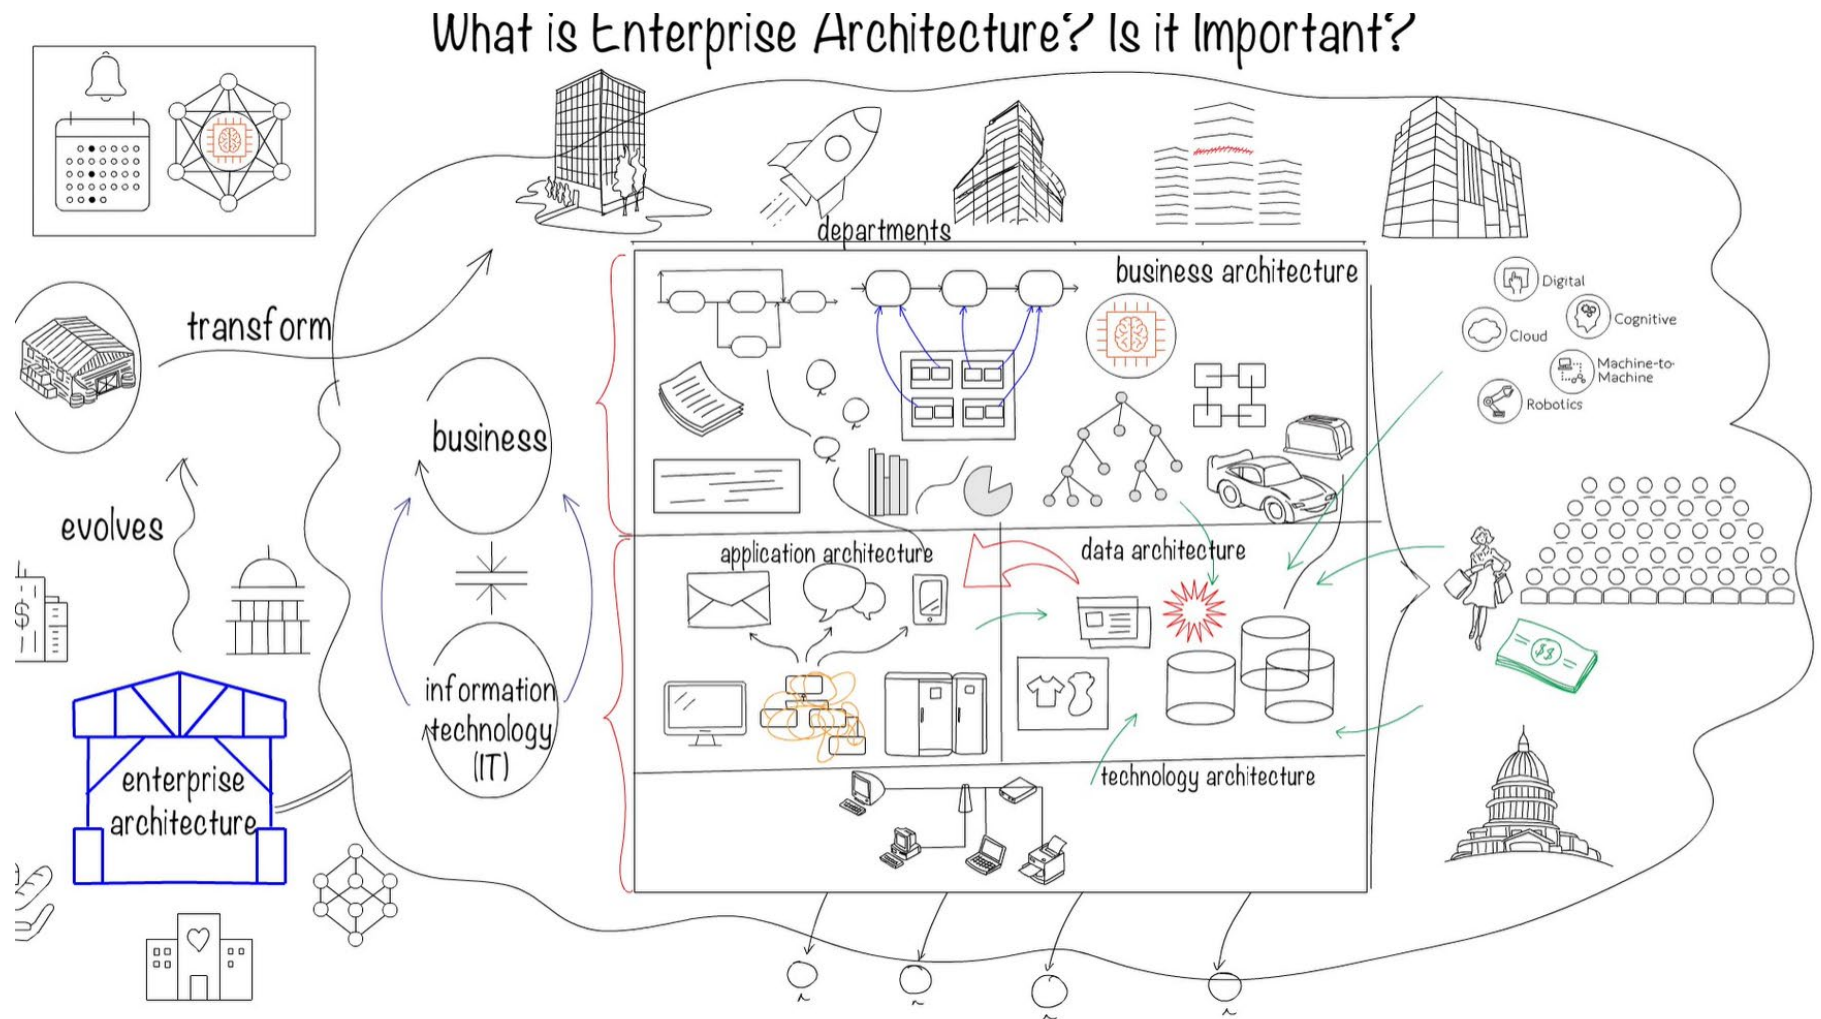 What is Enterprise Architecture? Is it Important?
departments
business architecture
Digital
Cognitive
Cloud
Machine-to-
Machine
Robotics
transform
business
evolves
application architecture
data architecture
$
information
technology
(IT)
$$
enterprise
architecture
technology architecture